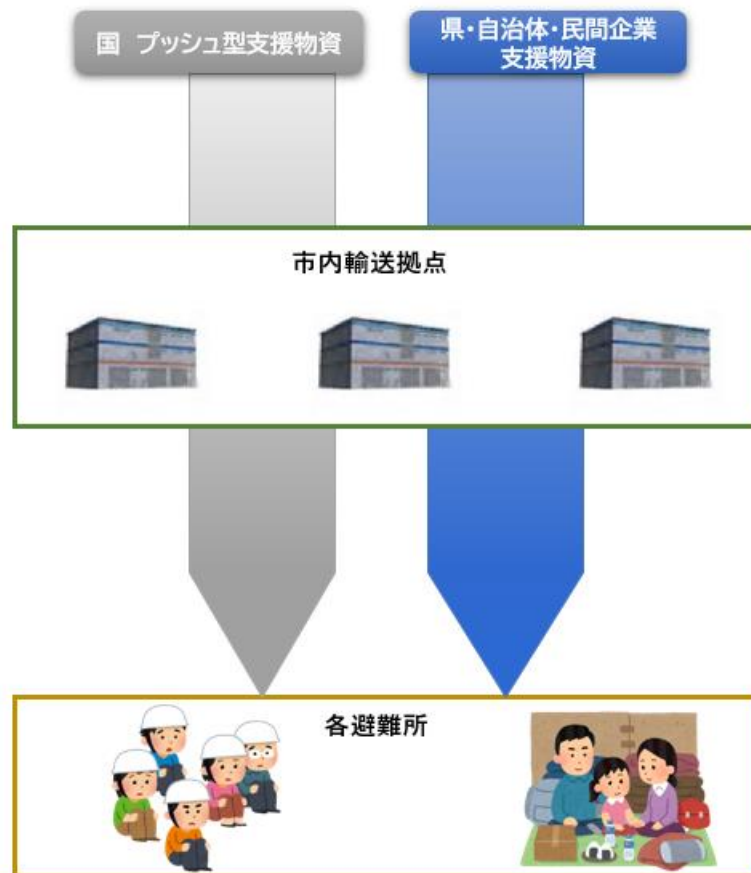 国 プッシュ型支援物資
県・自治体・民間企業
支援物資
市内輸送拠点
各避難所